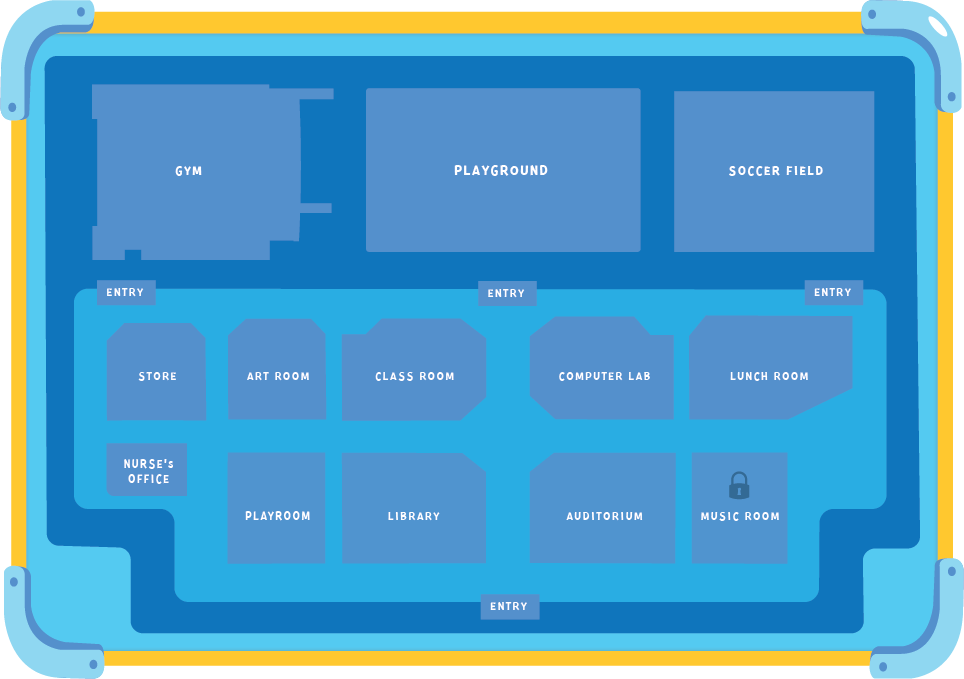 GYM
PLAYGROUND
SOCCER FIELD
ENTRY
ENTRY
ENTRY
STORE
ART ROOM
CLASS ROOM
COMPUTER LAB
LUNCH ROOM
NURSE's
OFFICE
PLAYROOM
LIBRARY
AUDITORIUM
MUSIC ROOM
ENTRY